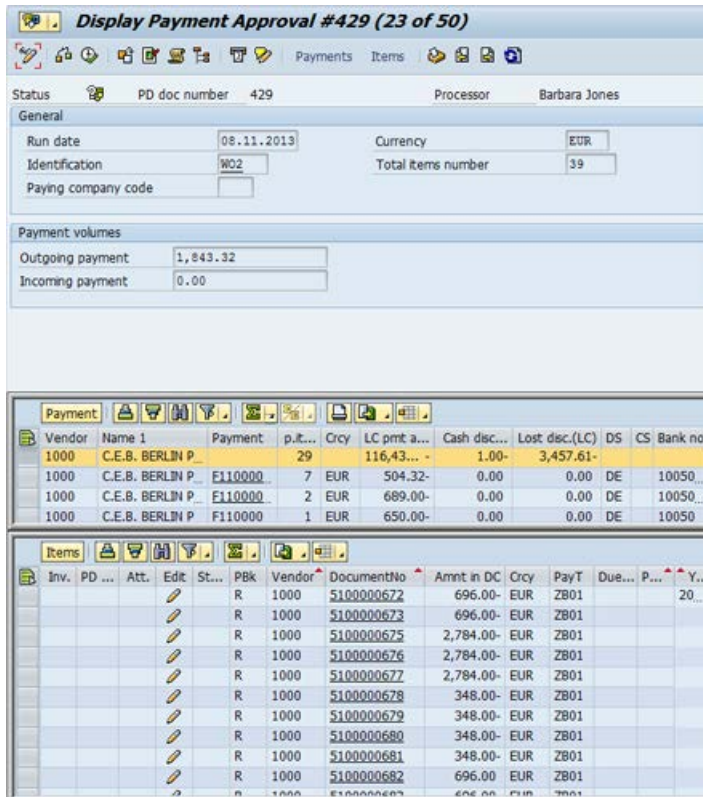 Display Payment Approval #429 (23 of 50)
Payments Items
Status PD doc number 429 Processor Barbara Jones
General
Run date 08.11.2013 Currency EUR
Identification W02 Total items number 39
Paying company code
Payment volumes
Outgoing payment 1,843.32
Incoming payment 0.00
Payment
Vendor Name 1 Payment p.it... Crcy LC pmt a... Cash disc... Lost disc.(LC) DS CS Bank no
1000 C.E.B. BERLIN P... 29 116,43... - 1.00- 3,457.61-
1000 C.E.B. BERLIN P... F110000... 7 EUR 504.32- 0.00 0.00 DE 10050...
1000 C.E.B. BERLIN P... F110000... 2 EUR 689.00- 0.00 0.00 DE 10050...
1000 C.E.B. BERLIN P F110000 1 EUR 650.00- 0.00 0.00 DE 10050
Items
Inv. PD ... Att. Edit St... PBk Vendor DocumentNo Amnt in DC Crcy PayT Due... P... Y...
R 1000 5100000672 696.00- EUR ZB01 20...
R 1000 5100000673 696.00- EUR ZB01
R 1000 5100000675 2,784.00- EUR ZB01
R 1000 5100000676 2,784.00- EUR ZB01
R 1000 5100000677 2,784.00- EUR ZB01
R 1000 5100000678 348.00- EUR ZB01
R 1000 5100000679 348.00- EUR ZB01
R 1000 5100000680 348.00- EUR ZB01
R 1000 5100000681 348.00- EUR ZB01
R 1000 5100000682 696.00 EUR ZB01